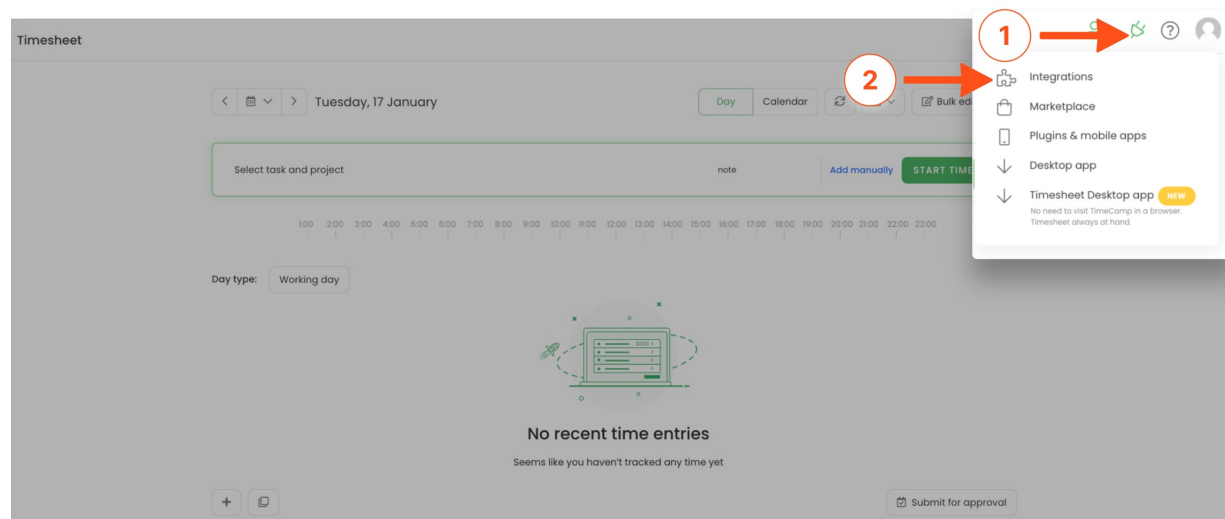 1
Timesheet
2
Integrations
Tuesday, 17 January
Day
Calendar
Bulk edi
Marketplace
Plugins & mobile apps
Select task and project
note
Add manually
START TIME
Desktop app
Timesheet Desktop app NEW
No need to visit TimeCamp in a browser.
Timesheet always at hand.
1:00 2:00 3:00 4:00 5:00 6:00 7:00 8:00 9:00 10:00 11:00 12:00 13:00 14:00 15:00 16:00 17:00 18:00 19:00 20:00 21:00 22:00 23:00
Day type:
Working day
No recent time entries
Seems like you haven't tracked any time yet
Submit for approval